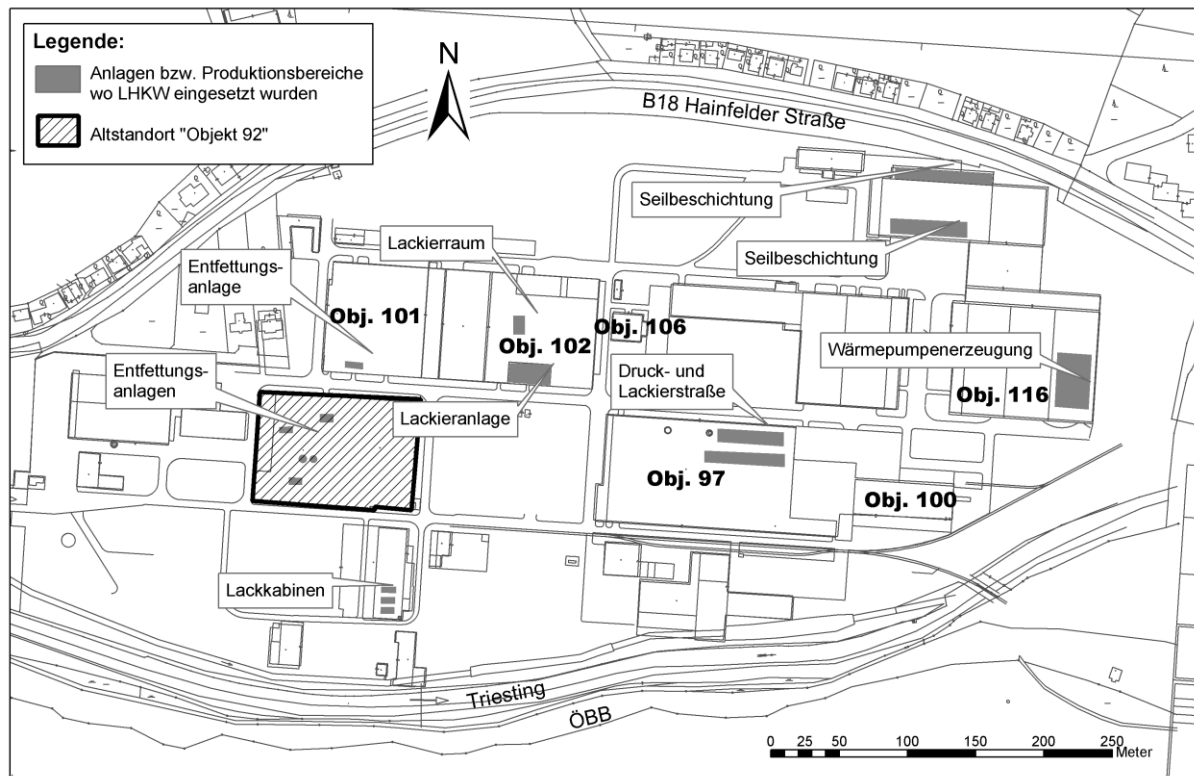 Legende:
Anlagen bzw. Produktionsbereiche
wo LHKW eingesetzt wurden
Altstandort "Objekt 92"
N
B18 Hainfelder Straße
Seilbeschichtung
Lackierraum
Seilbeschichtung
Entfettungs-
anlage
Obj. 101
Obj. 106
Obj. 102
Wärmepumpenerzeugung
Druck- und
Lackierstraße
Entfettungs-
anlagen
Obj. 116
Lackieranlage
Obj. 97
Obj. 100
Lackkabinen
Triesting
ÖBB
0 25 50 100 150 200 250
Meter